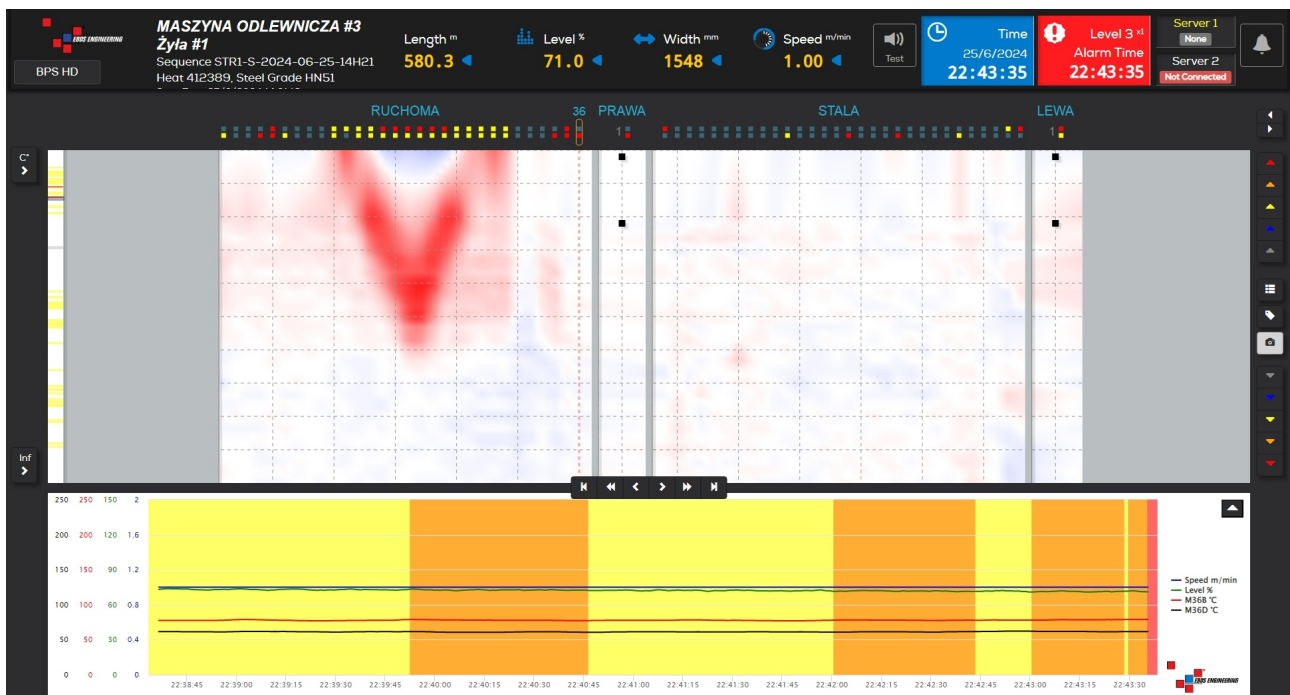 EBDS ENGINEERING
BPS HD
MASZYNA ODLEWNICZA #3
Żyła #1
Sequence STR1-S-2024-06-25-14H21
Heat 412389, Steel Grade HN51
Length m
580.3
Level %
71.0
Width mm
1548
Speed m/min
1.00
Test
Time
25/6/2024
22:43:35
Level 3 x1
Alarm Time
22:43:35
Server 1
None
Server 2
Not Connected
RUCHOMA 36 PRAWA STALA LEWA
1 1
C°
Inf
250 250 150 2
200 200 120 1.6
150 150 90 1.2
100 100 60 0.8
50 50 30 0.4
0 0 0 0
Speed m/min
Level %
M36B °C
M36D °C
22:38:45 22:39:00 22:39:15 22:39:30 22:39:45 22:40:00 22:40:15 22:40:30 22:40:45 22:41:00 22:41:15 22:41:30 22:41:45 22:42:00 22:42:15 22:42:30 22:42:45 22:43:00 22:43:15 22:43:30
EBDS ENGINEERING